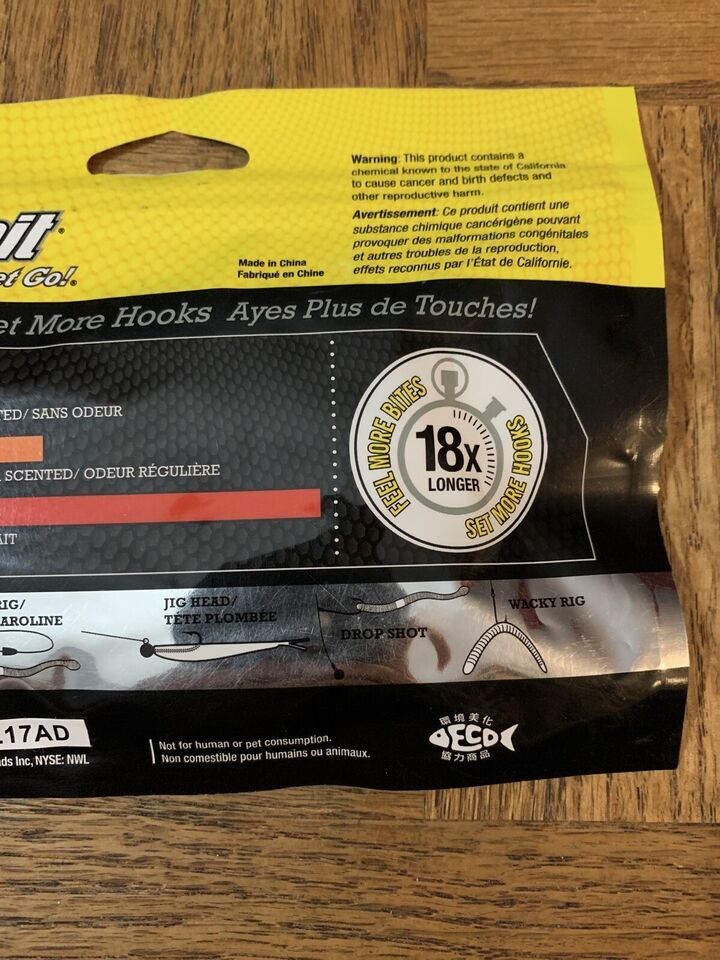 Warning: This product contains a
chemical known to the state of California
to cause cancer and birth defects and
other reproductive harm.
Avertissement: Ce produit contient une
substance chimique cancérigène pouvant
provoquer des malformations congénitales
et autres troubles de la reproduction,
effets reconnus par l'État de Californie.
it®
et Go!®
Made in China
Fabriqué en Chine
et More Hooks Ayes Plus de Touches!
TED/ SANS ODEUR
SCENTED/ ODEUR RÉGULIÈRE
AIT
FEEL MORE BITES
18x
LONGER
SET MORE HOOKS
RIG/
AROLINE
JIG HEAD/
TÉTE PLOMBÉE
DROP SHOT
WACKY RIG
.17AD
ds Inc, NYSE: NWL
Not for human or pet consumption.
Non comestible pour humains ou animaux.
環境美化
ECO
協力商品